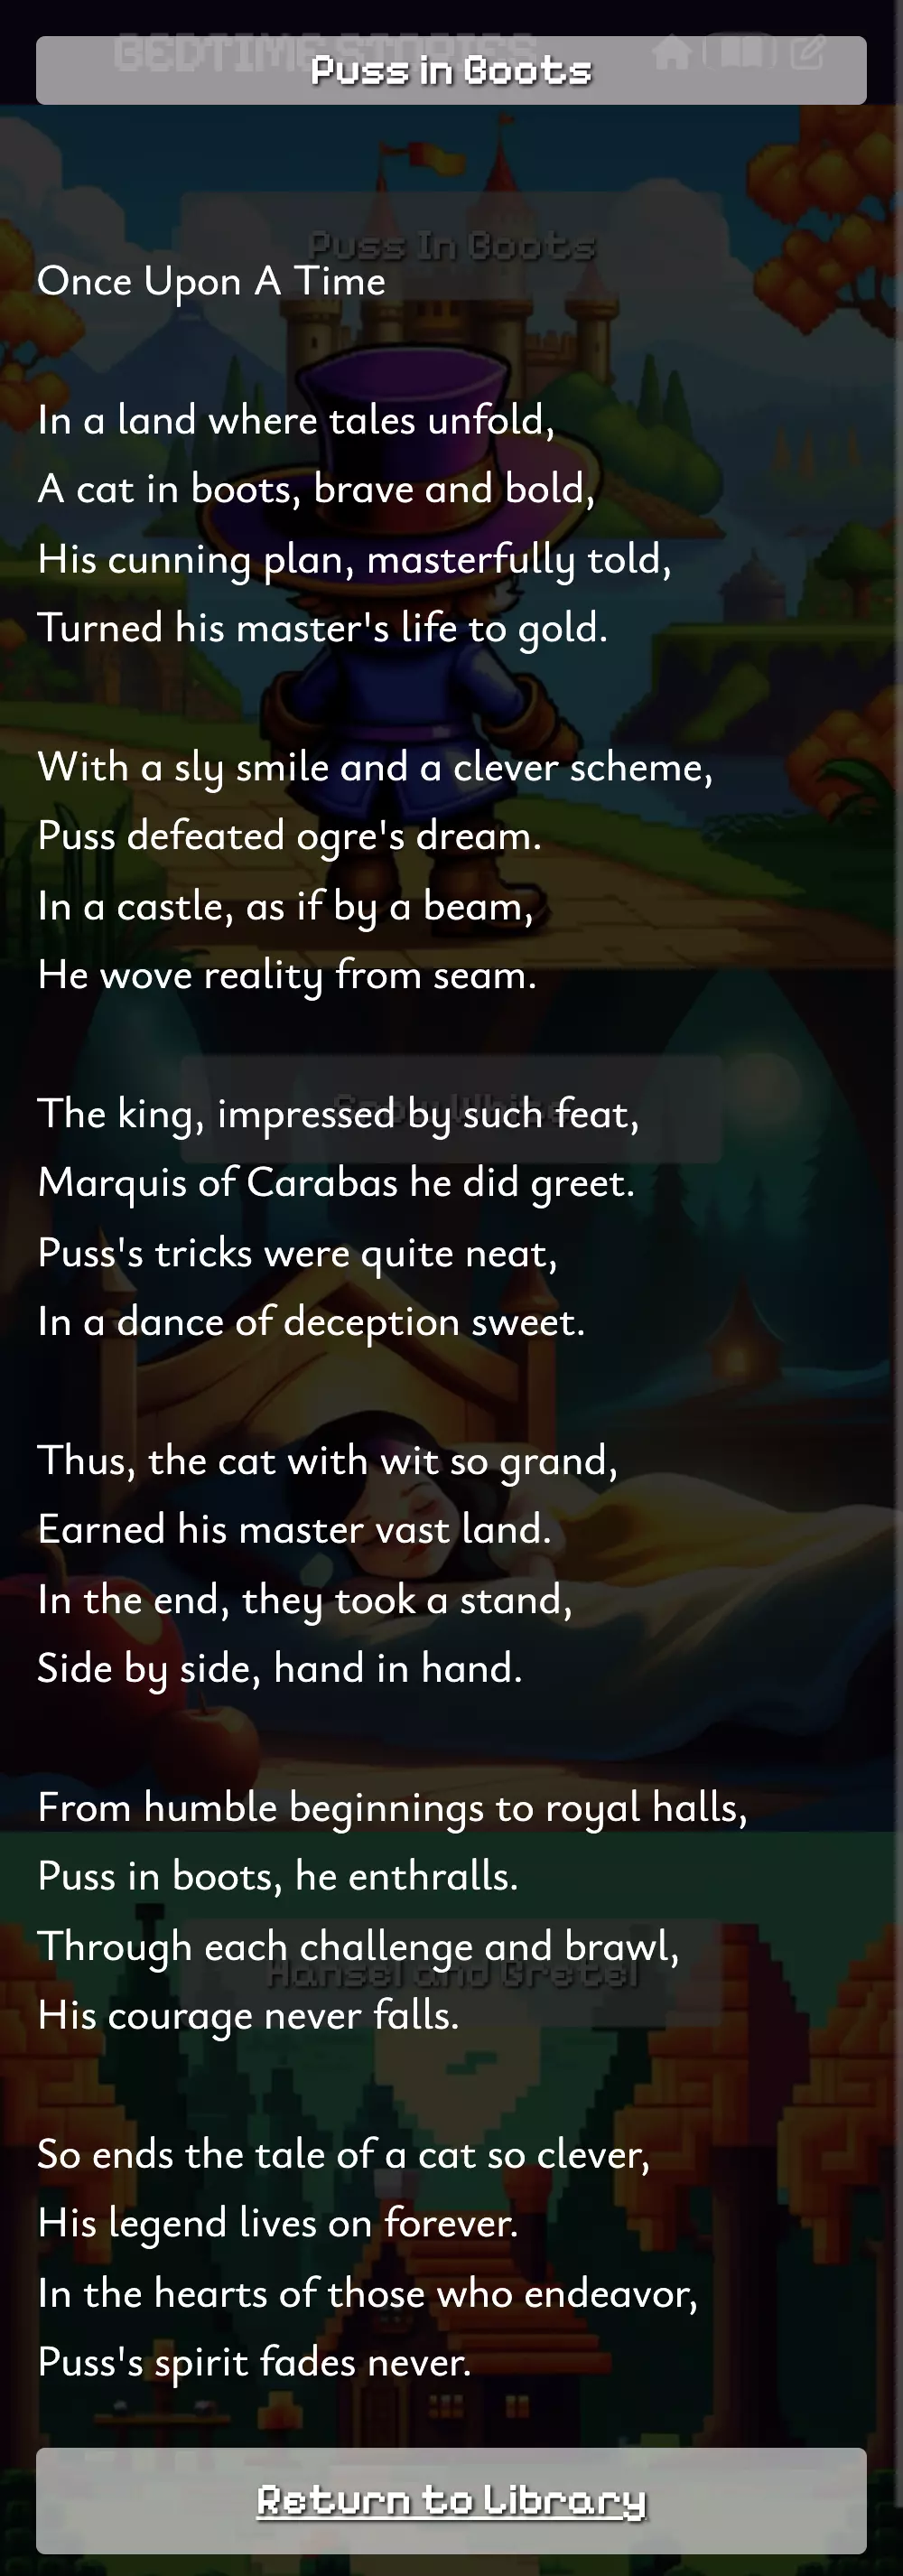 BEDTIME STORIES
Puss in Boots
Puss In Boots
Once Upon A Time
In a land where tales unfold,
A cat in boots, brave and bold,
His cunning plan, masterfully told,
Turned his master's life to gold.
With a sly smile and a clever scheme,
Puss defeated ogre's dream.
In a castle, as if by a beam,
He wove reality from seam.
Snow White
The king, impressed by such feat,
Marquis of Carabas he did greet.
Puss's tricks were quite neat,
In a dance of deception sweet.
Thus, the cat with wit so grand,
Earned his master vast land.
In the end, they took a stand,
Side by side, hand in hand.
From humble beginnings to royal halls,
Puss in boots, he enthralls.
Through each challenge and brawl,
Hansel and Gretel
His courage never falls.
So ends the tale of a cat so clever,
His legend lives on forever.
In the hearts of those who endeavor,
Puss's spirit fades never.
Return to Library